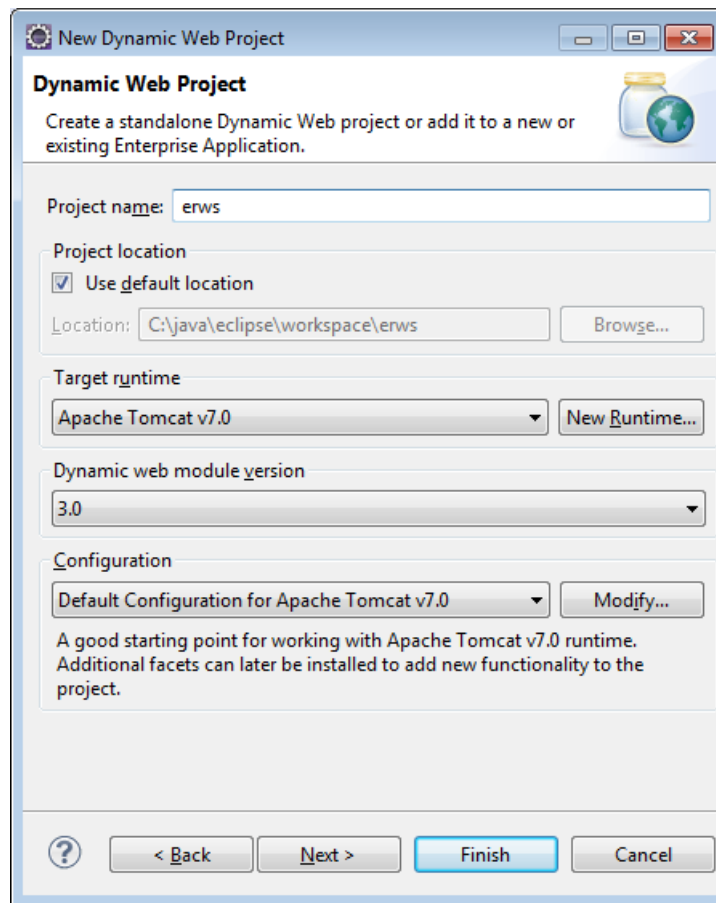 New Dynamic Web Project
Dynamic Web Project
Create a standalone Dynamic Web project or add it to a new or
existing Enterprise Application.
Project name: erws
Project location
Use default location
Location: C:\java\eclipse\workspace\erws Browse...
Target runtime
Apache Tomcat v7.0 New Runtime...
Dynamic web module version
3.0
Configuration
Default Configuration for Apache Tomcat v7.0 Modify...
A good starting point for working with Apache Tomcat v7.0 runtime.
Additional facets can later be installed to add new functionality to the
project.
? < Back Next > Finish Cancel